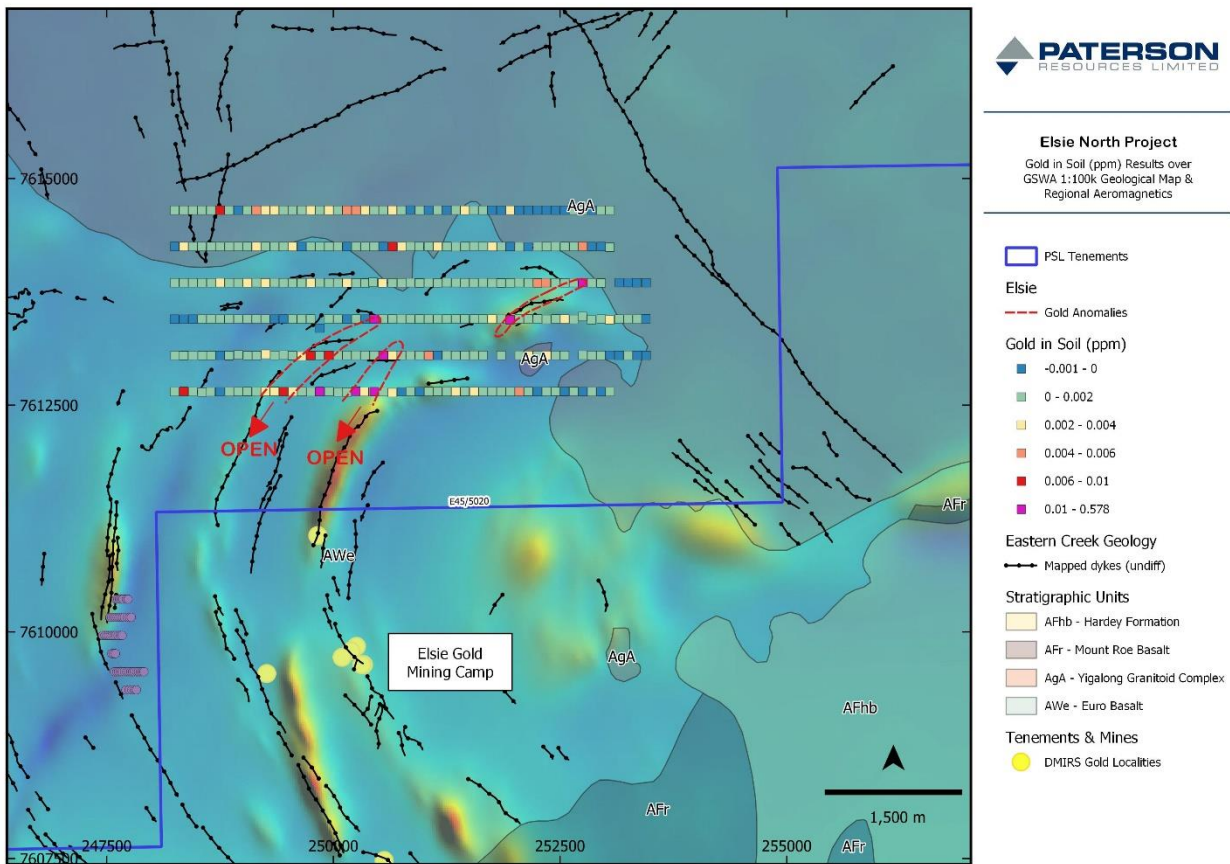 PATERSON
RESOURCES LIMITED
Elsie North Project
Gold in Soil (ppm) Results over
GSWA 1:100k Geological Map &
Regional Aeromagnetics
PSL Tenements
Elsie
Gold Anomalies
Gold in Soil (ppm)
-0.001 - 0
0 - 0.002
0.002 - 0.004
0.004 - 0.006
0.006 - 0.01
0.01 - 0.578
Eastern Creek Geology
Mapped dykes (undiff)
Stratigraphic Units
AFhb - Hardey Formation
AFr - Mount Roe Basalt
AgA - Yigalong Granitoid Complex
AWe - Euro Basalt
Tenements & Mines
DMIRS Gold Localities
7615000
AgA
AgA
7612500
OPEN
OPEN
E45/5020
AFr
AWe
7610000
Elsie Gold
Mining Camp
AgA
AFhb
AFr
1,500 m
AFr
7607500
247500
250000
252500
255000